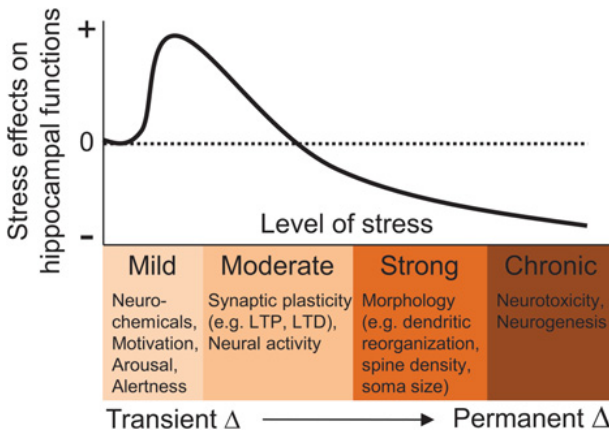 Stress effects on
hippocampal functions
+
0
-
Level of stress
Mild
Neuro-
chemicals,
Motivation,
Arousal,
Alertness
Moderate
Synaptic plasticity
(e.g. LTP, LTD),
Neural activity
Strong
Morphology
(e.g. dendritic
reorganization,
spine density,
soma size)
Chronic
Neurotoxicity,
Neurogenesis
Transient Δ
Permanent Δ